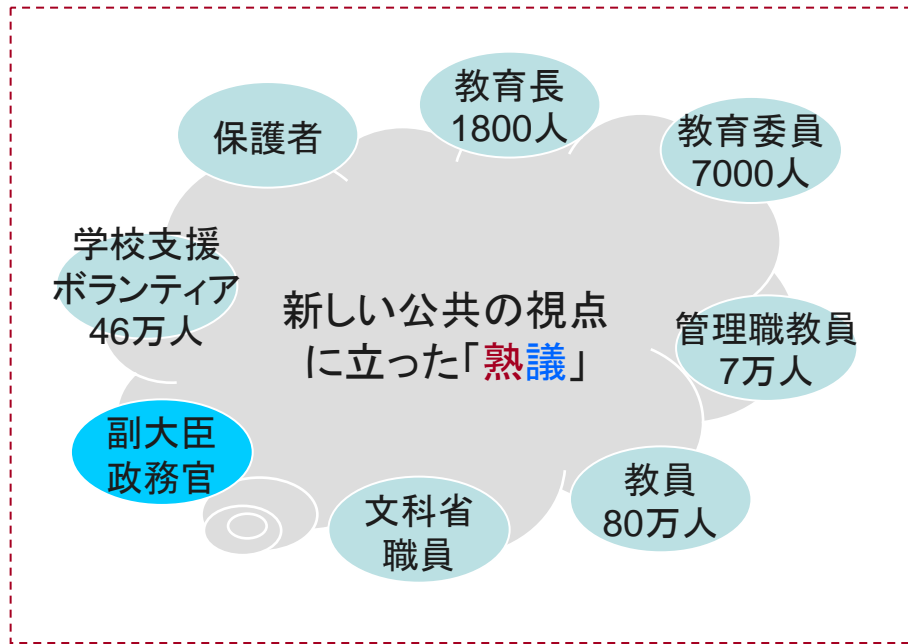 教育長
1800人
保護者
教育委員
7000人
学校支援
ボランティア
46万人
新しい公共の視点
に立った「熟議」
管理職教員
7万人
副大臣
政務官
教員
80万人
文科省
職員